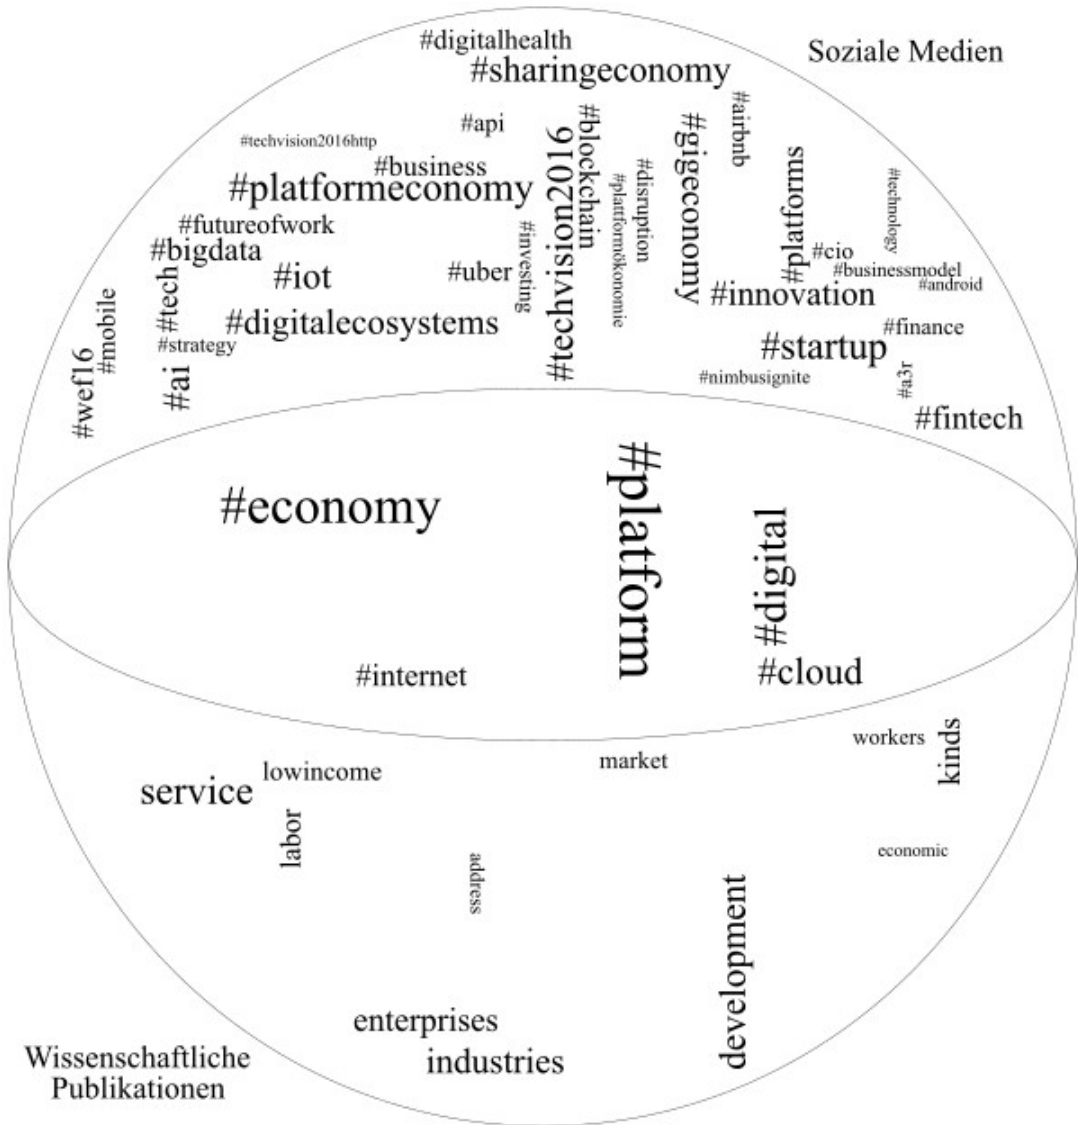 #digitalhealth
Soziale Medien
#sharingeconomy
#airbnb
#api
#blockchain
#gigeconomy
#techvision2016http
#techvision2016
#business
#disruption
#platforms
#technology
#platformeconomy
#plattformökonomie
#futureofwork
#investing
#bigdata
#cio
#tech
#iot
#uber
#businessmodel
#android
#mobile
#innovation
#digitalecosystems
#finance
#strategy
#startup
#wef16
#ai
#nimbusignite
#a3r
#fintech
#economy
#platform
#digital
#internet
#cloud
workers
kinds
market
lowincome
service
labor
economic
address
development
enterprises
industries
Wissenschaftliche
Publikationen